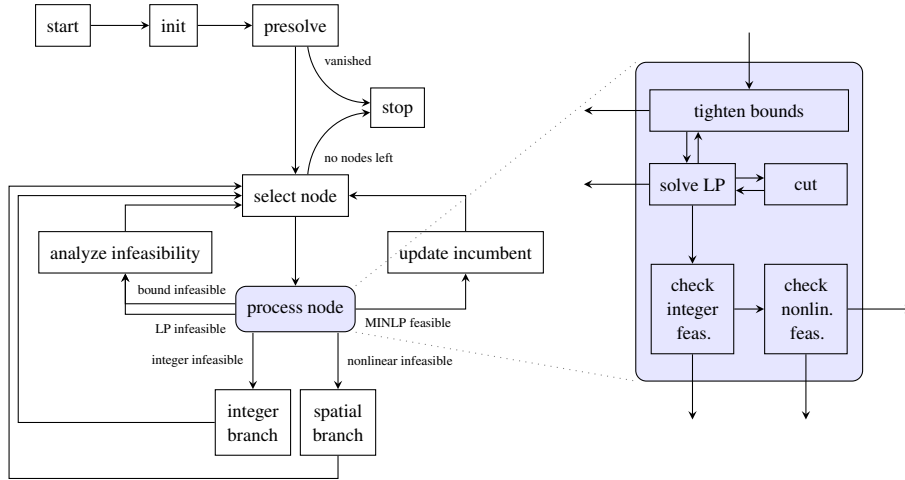 start
init
presolve
vanished
stop
no nodes left
select node
analyze infeasibility
update incumbent
bound infeasible
process node
LP infeasible
MINLP feasible
integer infeasible
nonlinear infeasible
integer
branch
spatial
branch
tighten bounds
solve LP
cut
check
integer
feas.
check
nonlin.
feas.